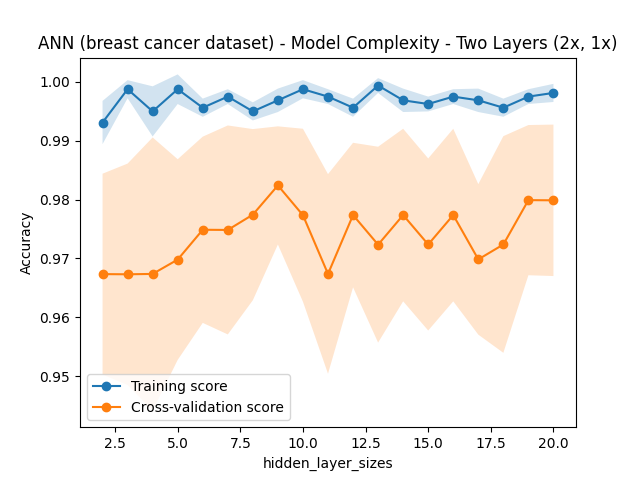 ANN (breast cancer dataset) - Model Complexity - Two Layers (2x, 1x)
1.00
0.99
0.98
0.97
0.96
0.95
Accuracy
Training score
Cross-validation score
2.5 5.0 7.5 10.0 12.5 15.0 17.5 20.0
hidden_layer_sizes